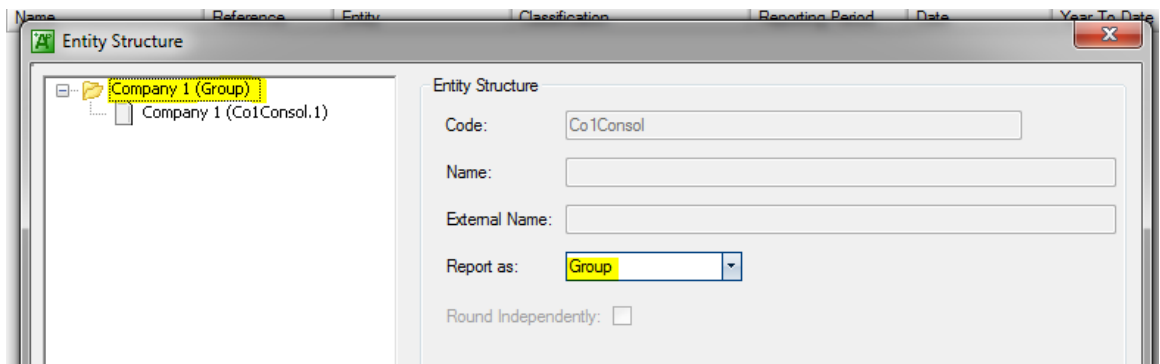 Name Reference Entity Classification Reporting Period Date Year To Date
Entity Structure
Company 1 (Group)
Company 1 (Co1Consol.1)
Entity Structure
Code: Co1Consol
Name:
External Name:
Report as: Group
Round Independently: